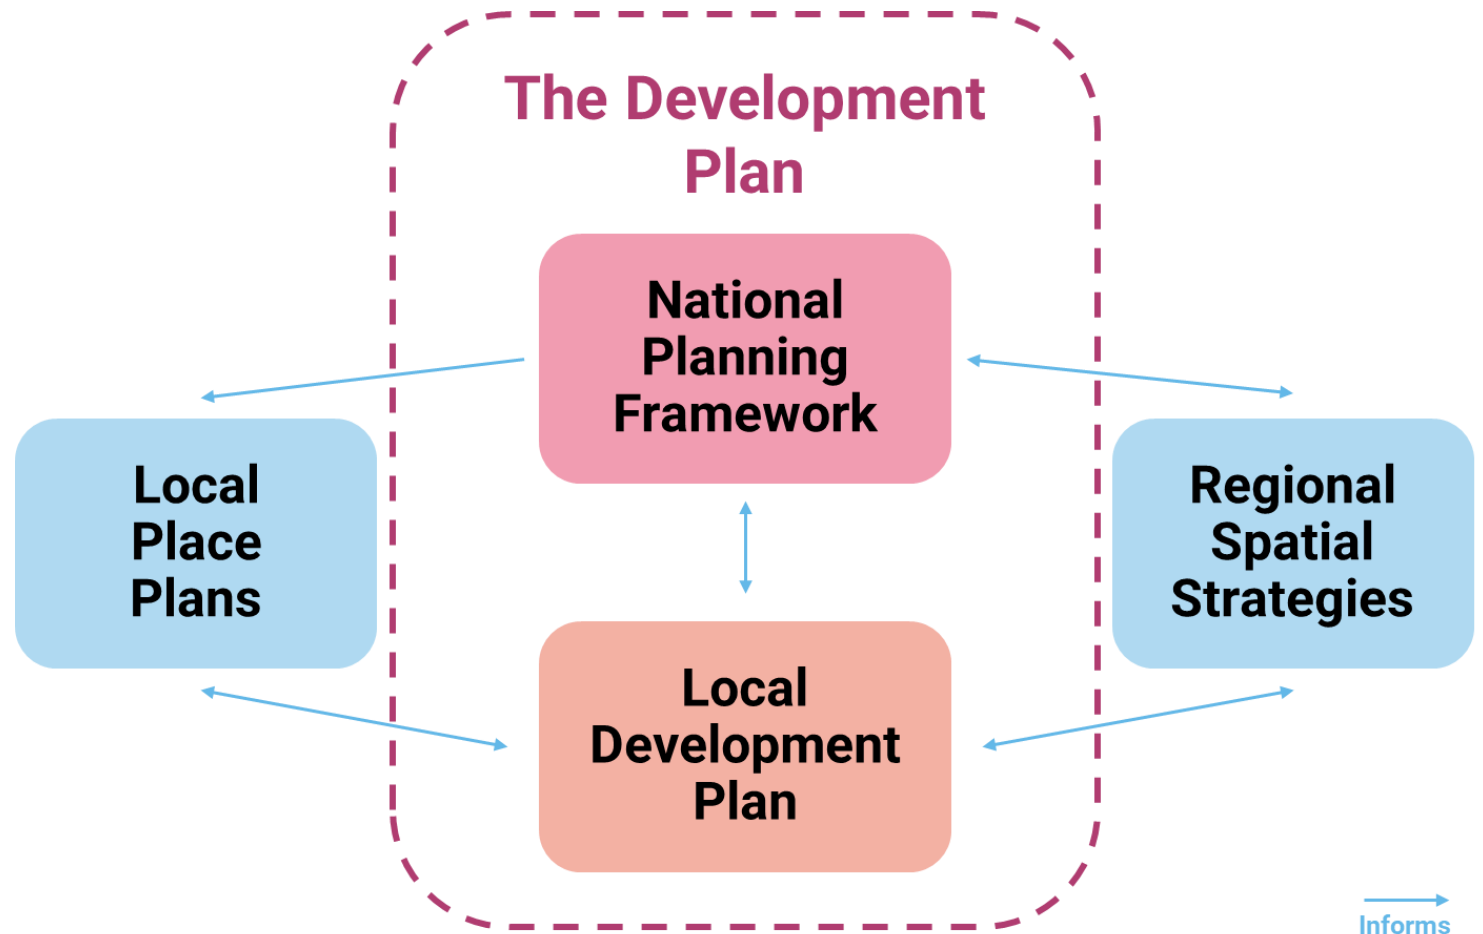 The Development
Plan
National
Planning
Framework
Local
Place
Plans
Regional
Spatial
Strategies
Local
Development
Plan
Informs